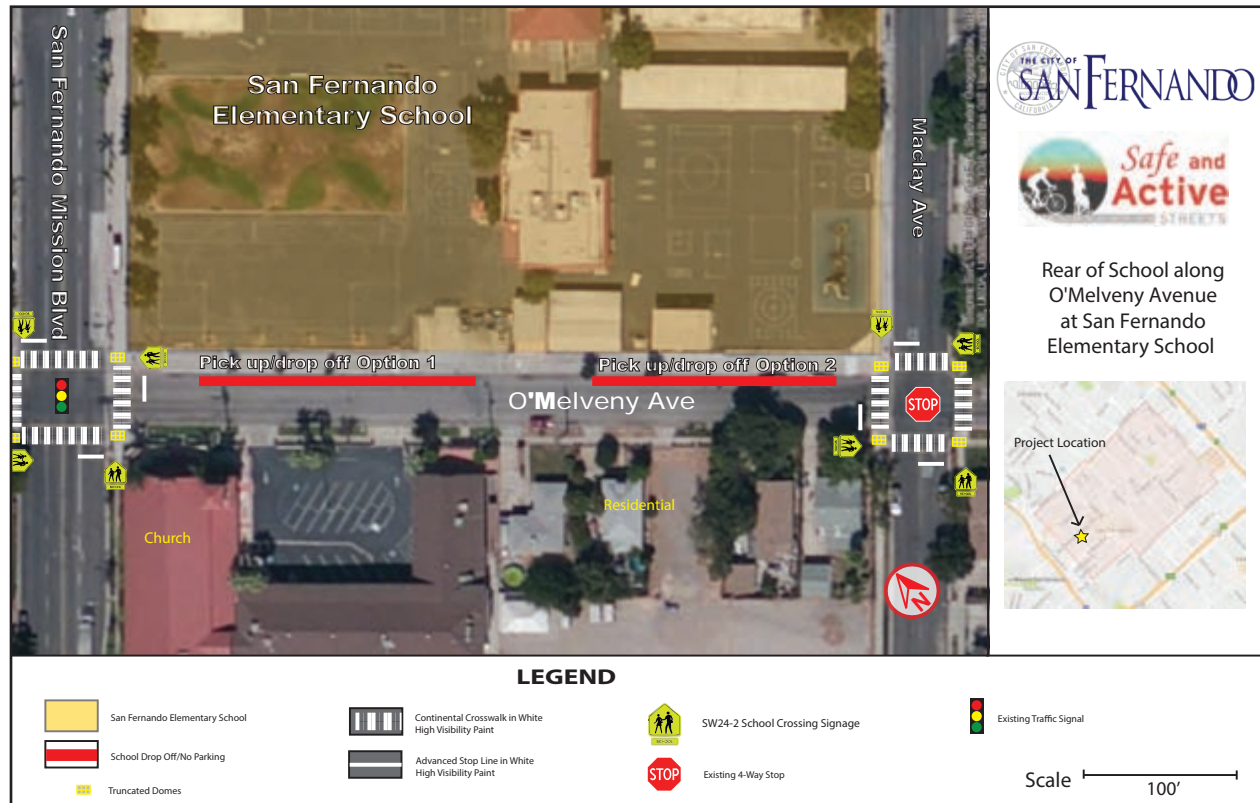 San Fernando Mission Blvd
San Fernando
Elementary School
Maclay Ave
Pick up/drop off Option 1
Pick up/drop off Option 2
O'Melveny Ave
STOP
Church
Residential
N
THE CITY OF
SAN FERNANDO
CALIFORNIA
Safe and
Active
STREETS
Rear of School along
O'Melveny Avenue
at San Fernando
Elementary School
Project Location
LEGEND
San Fernando Elementary School
School Drop Off/No Parking
Truncated Domes
Continental Crosswalk in White
High Visibility Paint
Advanced Stop Line in White
High Visibility Paint
SW24-2 School Crossing Signage
STOP
Existing 4-Way Stop
Existing Traffic Signal
Scale
100'